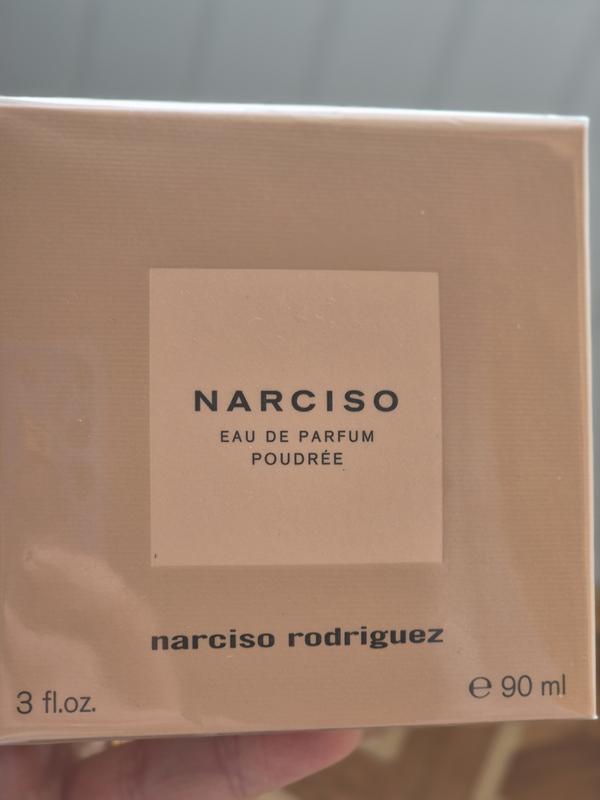 NARCISO
EAU DE PARFUM
POUDRÉE
narciso rodriguez
3 fl.oz.
℮ 90 ml